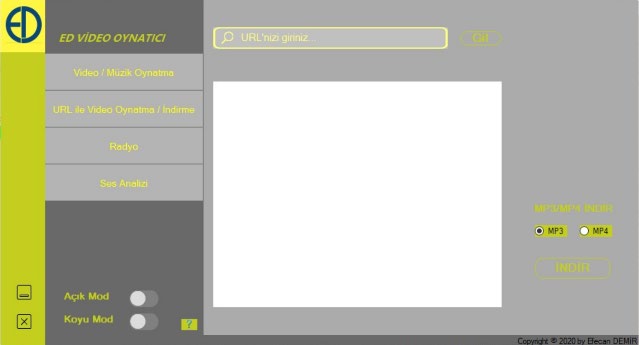 ED
ED VİDEO OYNATICI
URL'nizi giriniz...
Git
Video / Müzik Oynatma
URL ile Video Oynatma / İndirme
Radyo
Ses Analizi
MP3/MP4 İNDİR
MP3
MP4
İNDİR
Açık Mod
Koyu Mod
?
Copyright © 2020 by Efecan DEMİR